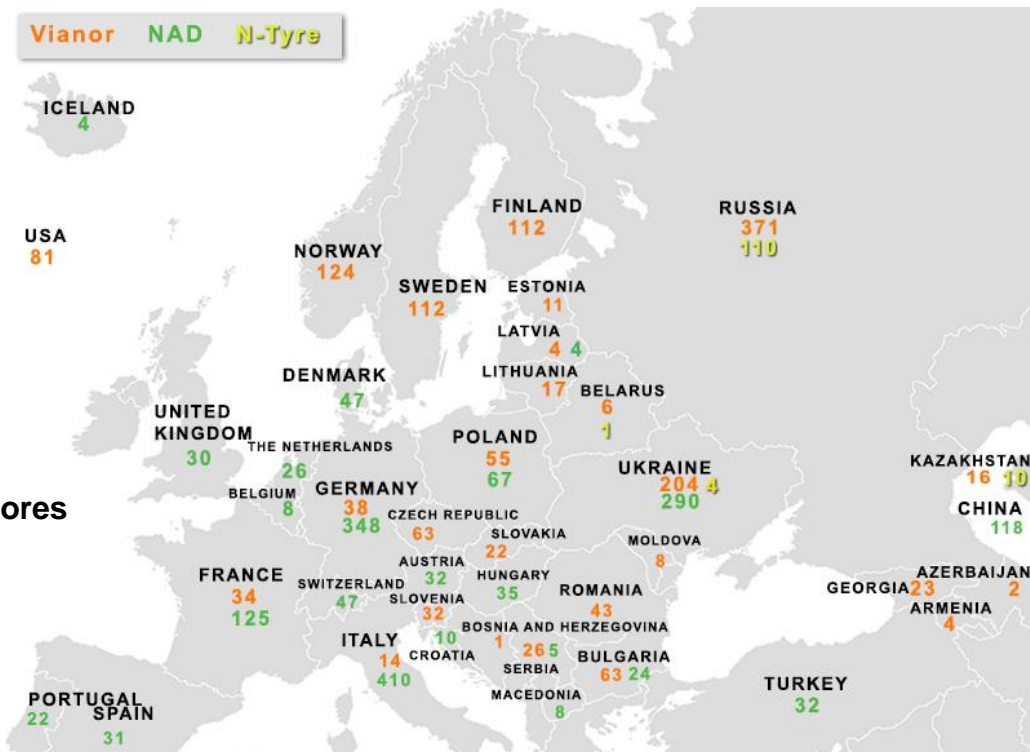 Vianor NAD N-Tyre
ICELAND
4
USA
81
FINLAND
112
RUSSIA
371
110
NORWAY
124
SWEDEN
112
ESTONIA
11
LATVIA
4 4
LITHUANIA
17
BELARUS
6
1
DENMARK
47
UNITED
KINGDOM
30
THE NETHERLANDS
26
BELGIUM
8
GERMANY
38
348
POLAND
55
67
UKRAINE
204 4
290
KAZAKHSTAN
16 10
CHINA
118
ores
CZECH REPUBLIC
63
SLOVAKIA
22
MOLDOVA
8
AUSTRIA
32
HUNGARY
35
FRANCE
34
125
SWITZERLAND
47
SLOVENIA
32
ROMANIA
43
AZERBAIJAN
2
GEORGIA 23
ARMENIA
4
ITALY
14
410
10
CROATIA
BOSNIA AND HERZEGOVINA
1
26 5
SERBIA
BULGARIA
63 24
MACEDONIA
8
TURKEY
32
PORTUGAL
22
SPAIN
31